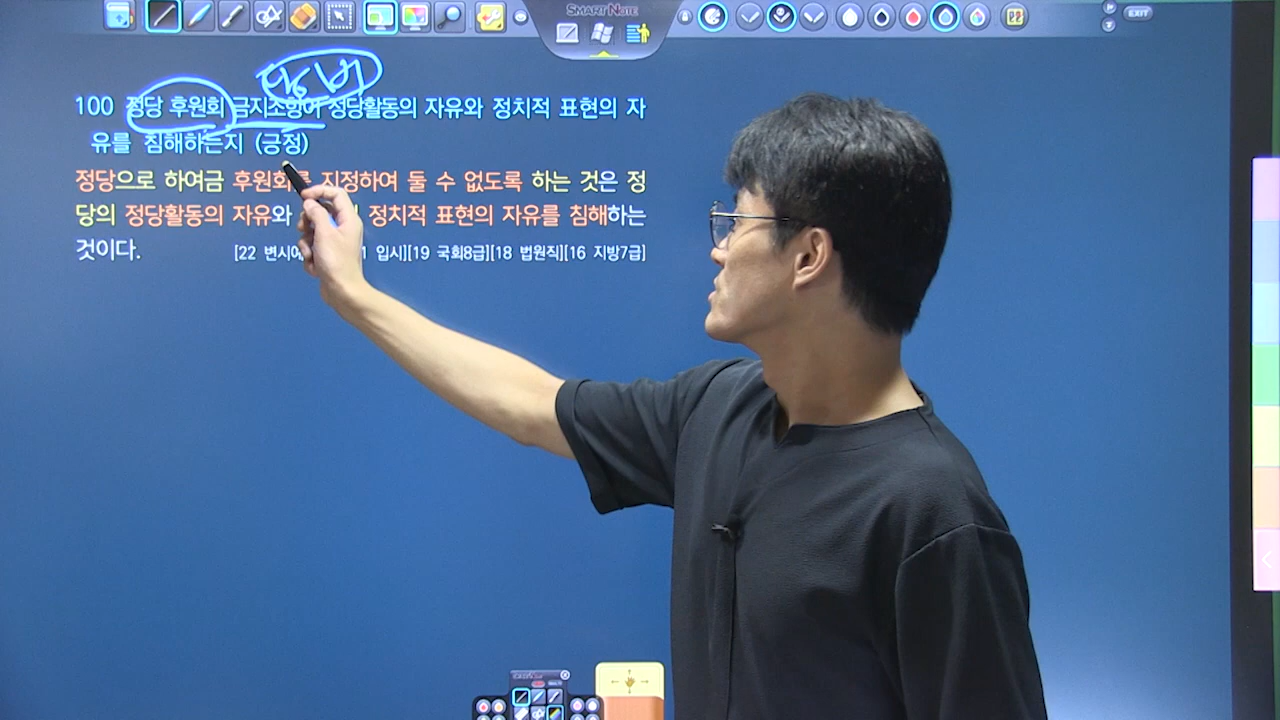 SMART NOTE
EXIT
위헌
100 정당 후원회 금지조항이 정당활동의 자유와 정치적 표현의 자
유를 침해하는지 (긍정)
정당으로 하여금 후원회를 지정하여 둘 수 없도록 하는 것은 정
당의 정당활동의 자유와 정치적 표현의 자유를 침해하는
것이다. [22 변시 1 입시][19 국회8급][18 법원직][16 지방7급]